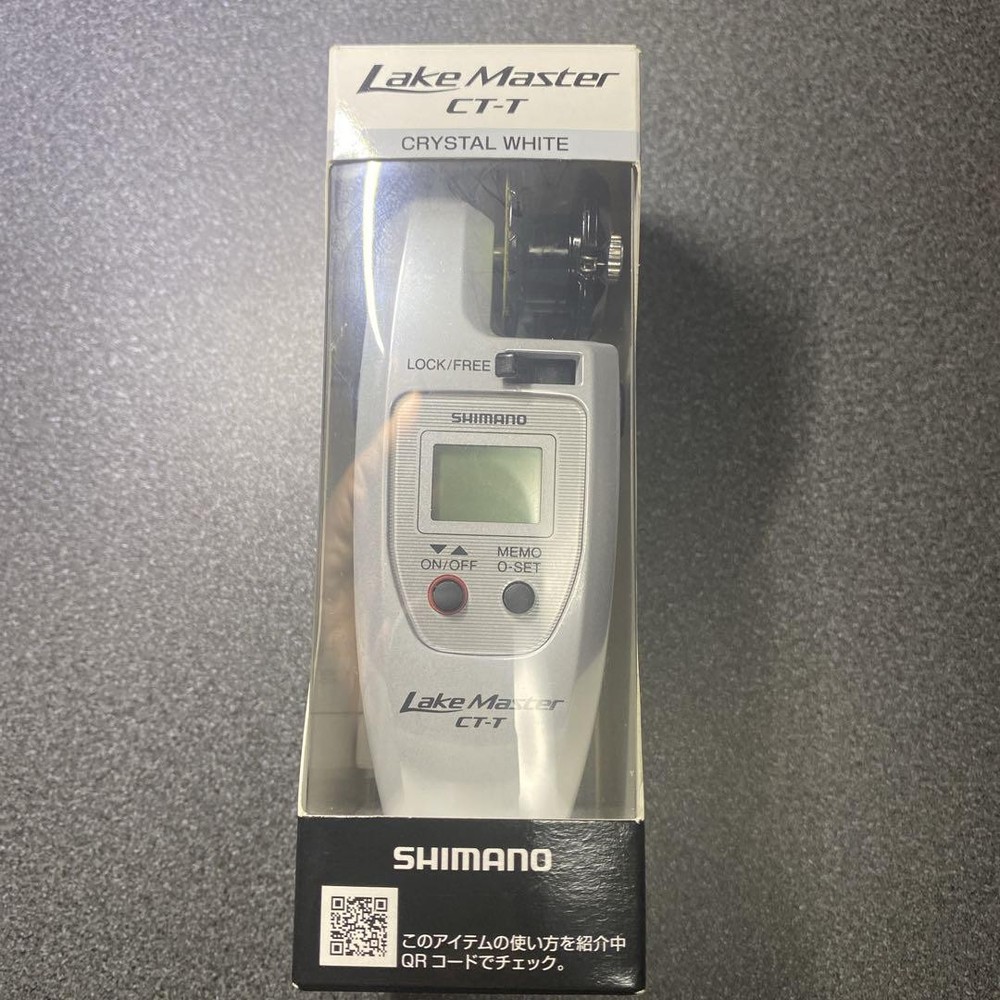 Lake Master
CT-T
CRYSTAL WHITE
LOCK/FREE
SHIMANO
▼▲ MEMO
ON/OFF 0-SET
Lake Master
CT-T
SHIMANO
このアイテムの使い方を紹介中
QRコードでチェック。